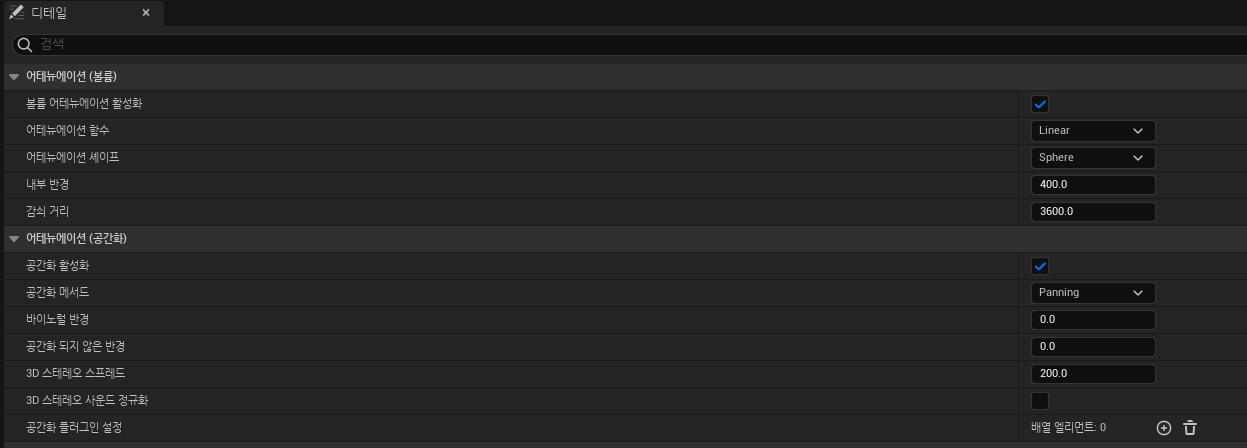 디테일
검색
어테뉴에이션 (볼륨)
볼륨 어테뉴에이션 활성화
어테뉴에이션 함수 Linear
어테뉴에이션 셰이프 Sphere
내부 반경 400.0
감쇠 거리 3600.0
어테뉴에이션 (공간화)
공간화 활성화
공간화 메서드 Panning
바이노럴 반경 0.0
공간화 되지 않은 반경 0.0
3D 스테레오 스프레드 200.0
3D 스테레오 사운드 정규화
공간화 플러그인 설정 배열 엘리먼트: 0